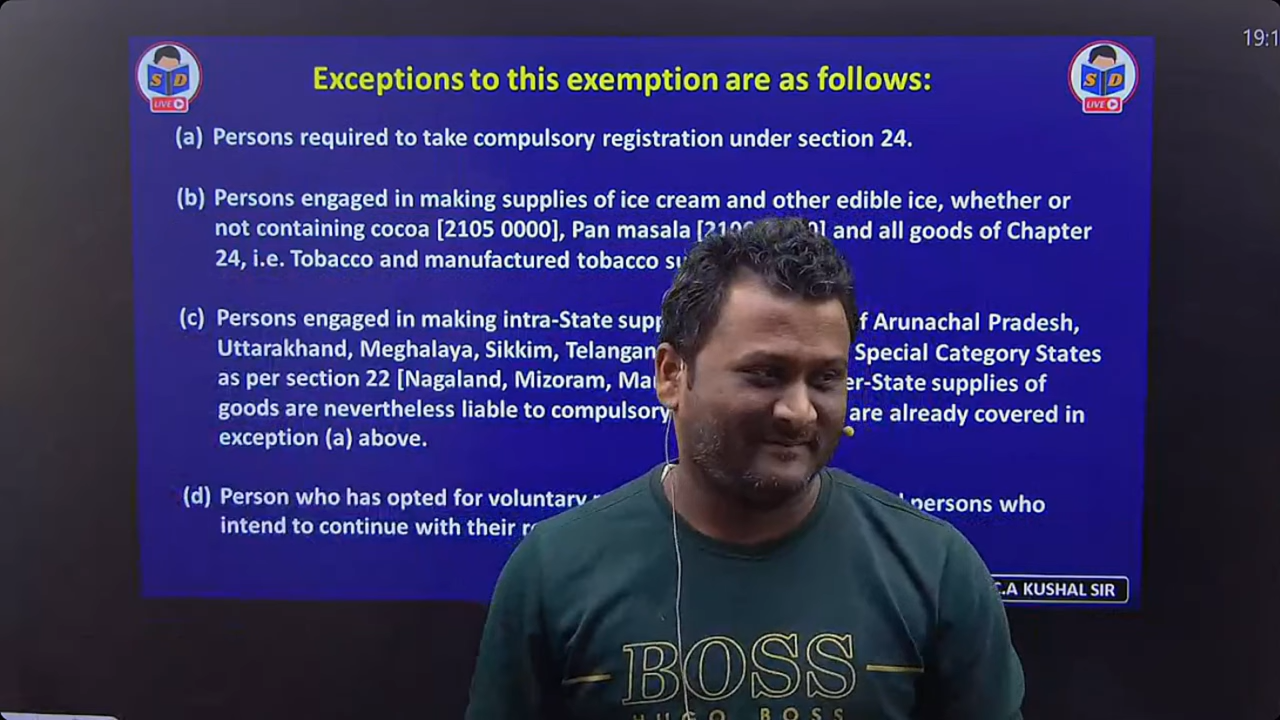 19:1
S D
LIVE
S D
LIVE
Exceptions to this exemption are as follows:
(a) Persons required to take compulsory registration under section 24.
(b) Persons engaged in making supplies of ice cream and other edible ice, whether or
not containing cocoa [2105 0000], Pan masala and all goods of Chapter
24, i.e. Tobacco and manufactured tobacco
(c) Persons engaged in making intra-State Arunachal Pradesh,
Uttarakhand, Meghalaya, Sikkim, Special Category States
as per section 22 [Nagaland, Mizoram, supplies of
goods are nevertheless liable to compulsory are already covered in
exception (a) above.
(d) Person who has opted for voluntary persons who
intend to continue with their
C.A KUSHAL SIR
BOSS
HUGO BOSS